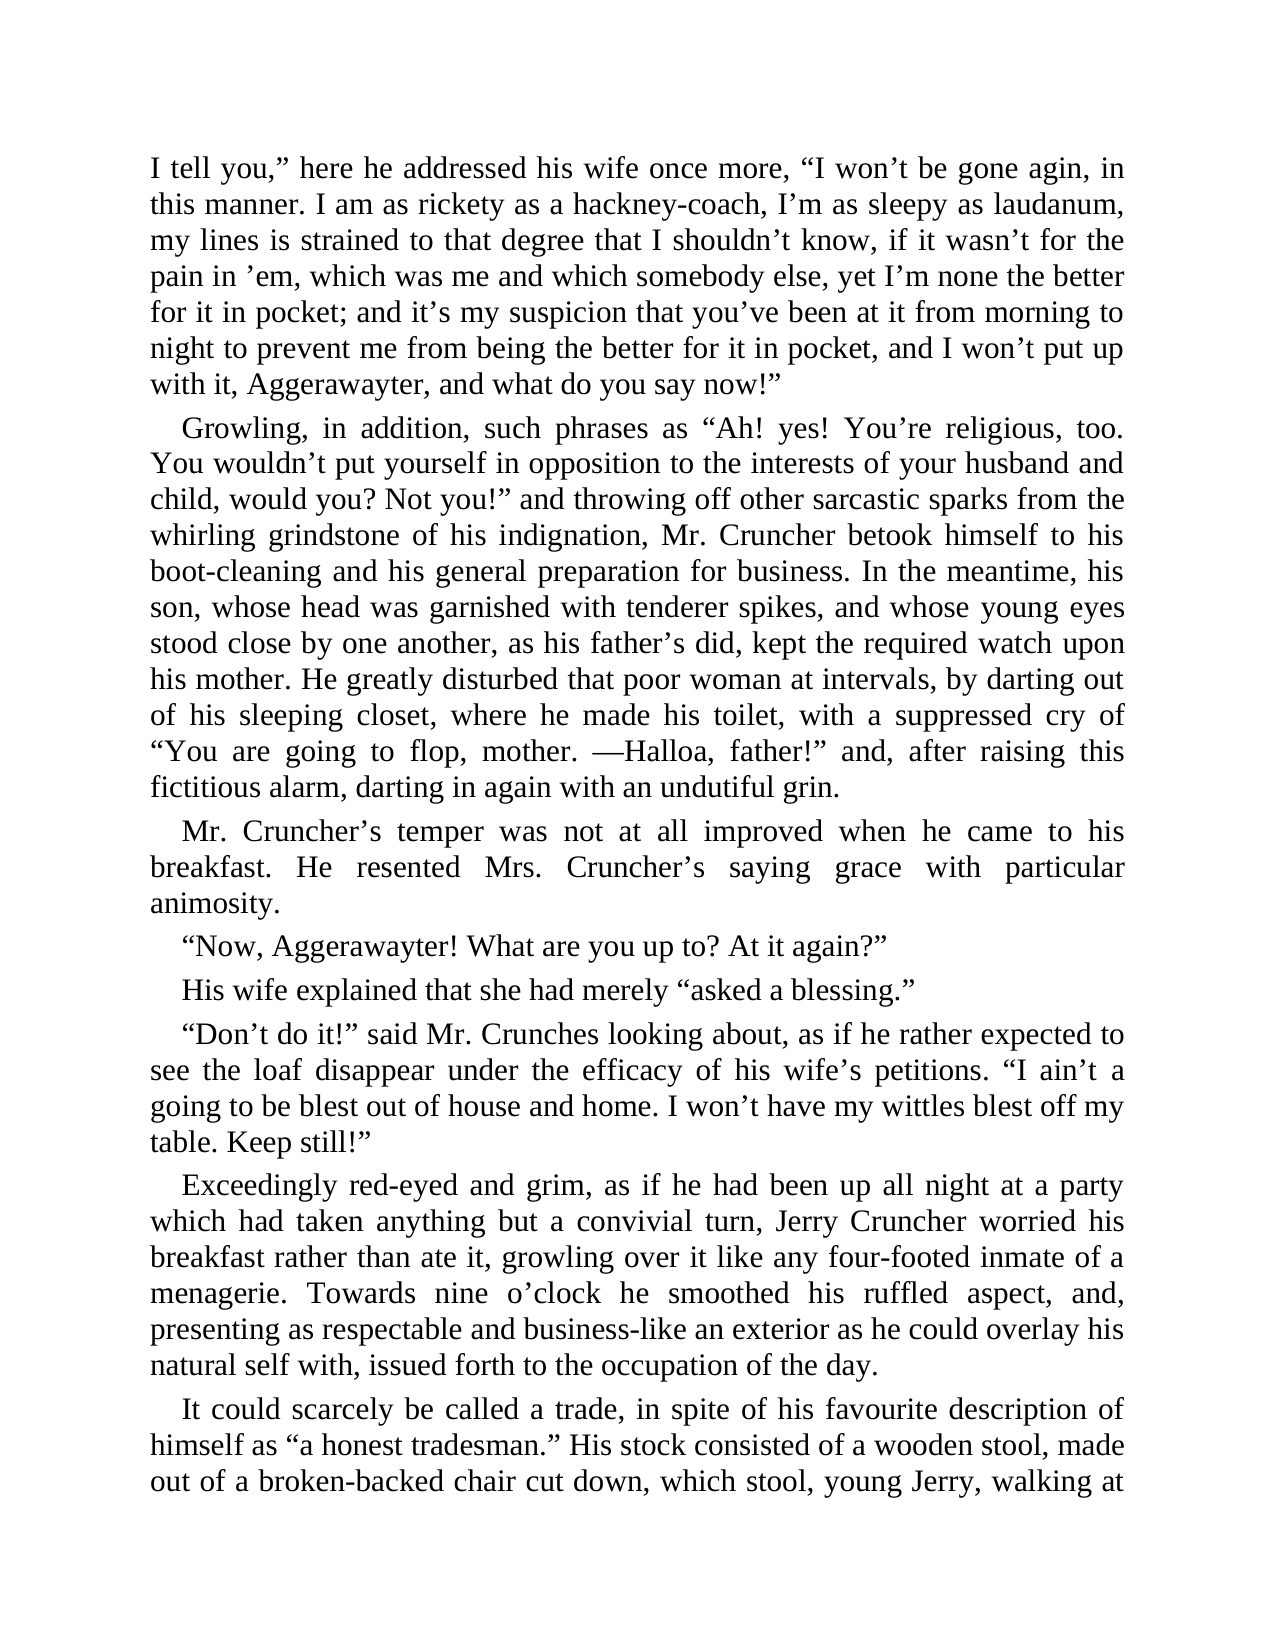 I tell you,” here he addressed his wife once more, “I won’t be gone agin, in
this manner. I am as rickety as a hackney-coach, I’m as sleepy as laudanum,
my lines is strained to that degree that I shouldn’t know, if it wasn’t for the
pain in ’em, which was me and which somebody else, yet I’m none the better
for it in pocket; and it’s my suspicion that you’ve been at it from morning to
night to prevent me from being the better for it in pocket, and I won’t put up
with it, Aggerawayter, and what do you say now!”
Growling, in addition, such phrases as “Ah! yes! You’re religious, too.
You wouldn’t put yourself in opposition to the interests of your husband and
child, would you? Not you!” and throwing off other sarcastic sparks from the
whirling grindstone of his indignation, Mr. Cruncher betook himself to his
boot-cleaning and his general preparation for business. In the meantime, his
son, whose head was garnished with tenderer spikes, and whose young eyes
stood close by one another, as his father’s did, kept the required watch upon
his mother. He greatly disturbed that poor woman at intervals, by darting out
of his sleeping closet, where he made his toilet, with a suppressed cry of
“You are going to flop, mother. —Halloa, father!” and, after raising this
fictitious alarm, darting in again with an undutiful grin.
Mr. Cruncher’s temper was not at all improved when he came to his
breakfast. He resented Mrs. Cruncher’s saying grace with particular
animosity.
“Now, Aggerawayter! What are you up to? At it again?”
His wife explained that she had merely “asked a blessing.”
“Don’t do it!” said Mr. Crunches looking about, as if he rather expected to
see the loaf disappear under the efficacy of his wife’s petitions. “I ain’t a
going to be blest out of house and home. I won’t have my wittles blest off my
table. Keep still!”
Exceedingly red-eyed and grim, as if he had been up all night at a party
which had taken anything but a convivial turn, Jerry Cruncher worried his
breakfast rather than ate it, growling over it like any four-footed inmate of a
menagerie. Towards nine o’clock he smoothed his ruffled aspect, and,
presenting as respectable and business-like an exterior as he could overlay his
natural self with, issued forth to the occupation of the day.
It could scarcely be called a trade, in spite of his favourite description of
himself as “a honest tradesman.” His stock consisted of a wooden stool, made
out of a broken-backed chair cut down, which stool, young Jerry, walking at